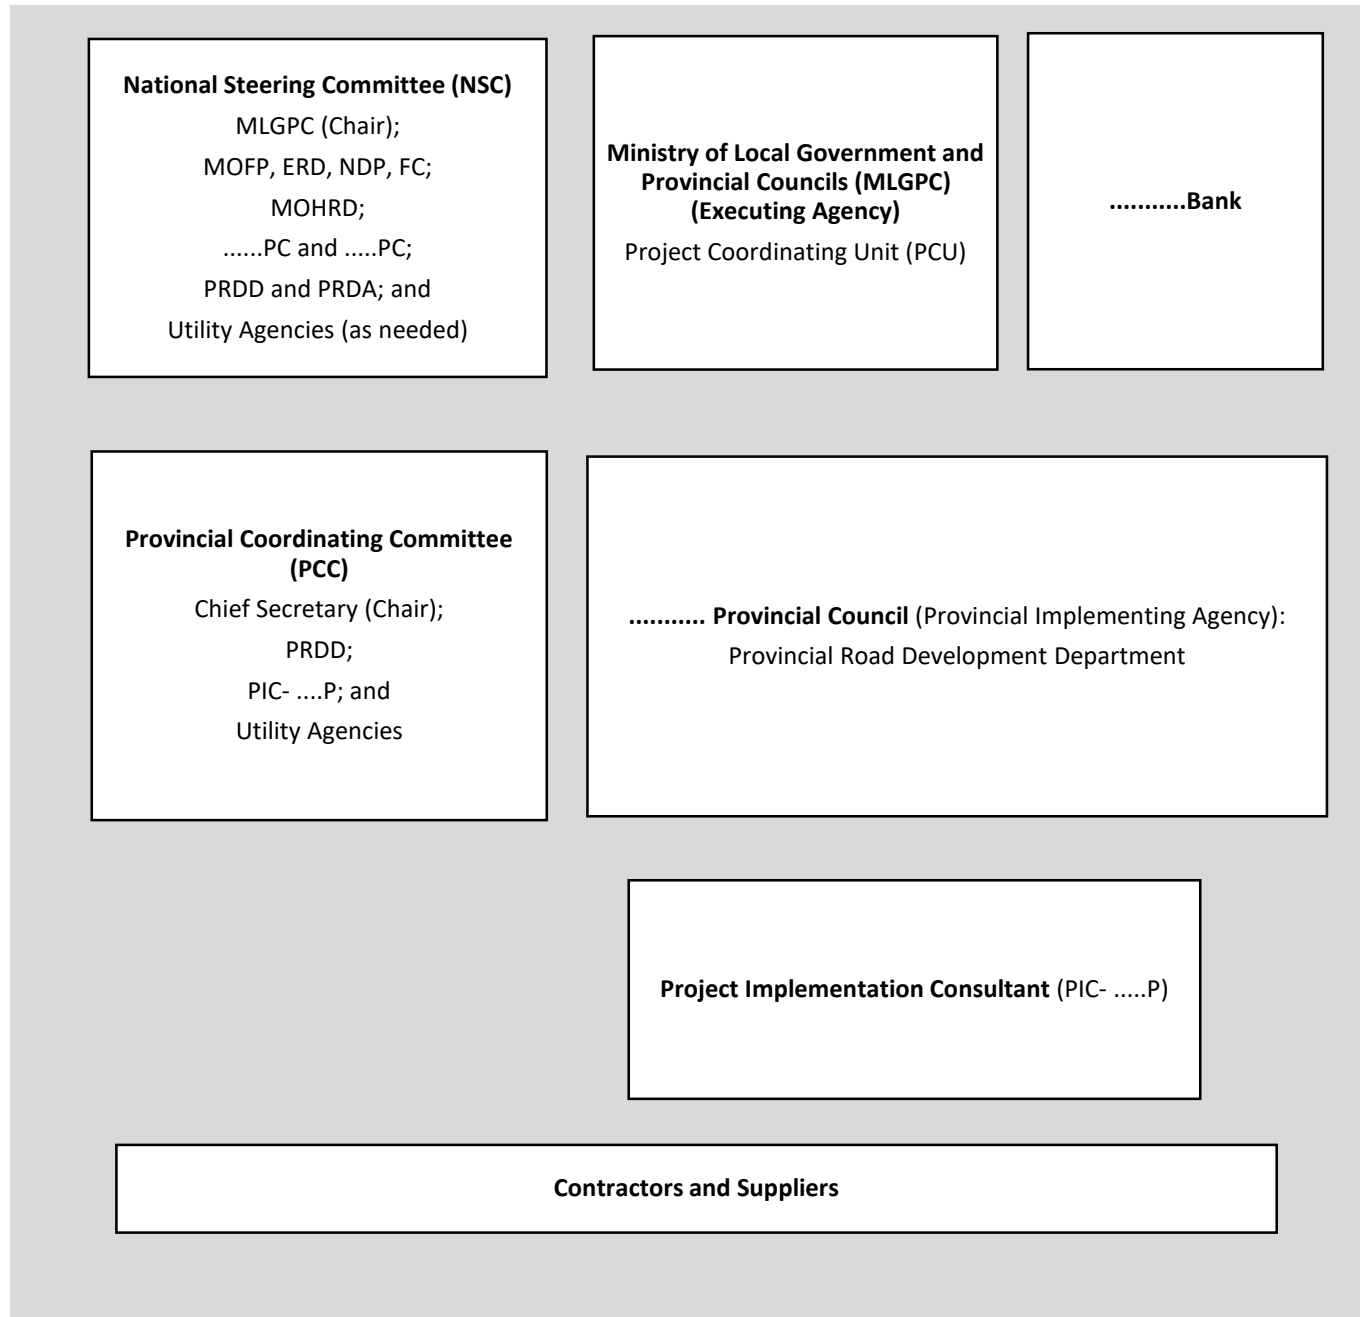 National Steering Committee (NSC)
MLGPC (Chair);
MOFP, ERD, NDP, FC;
MOHRD;
......PC and .....PC;
PRDD and PRDA; and
Utility Agencies (as needed)
Ministry of Local Government and
Provincial Councils (MLGPC)
(Executing Agency)
Project Coordinating Unit (PCU)
...........Bank
Provincial Coordinating Committee
(PCC)
Chief Secretary (Chair);
PRDD;
PIC- ....P; and
Utility Agencies
........... Provincial Council (Provincial Implementing Agency):
Provincial Road Development Department
Project Implementation Consultant (PIC- .....P)
Contractors and Suppliers